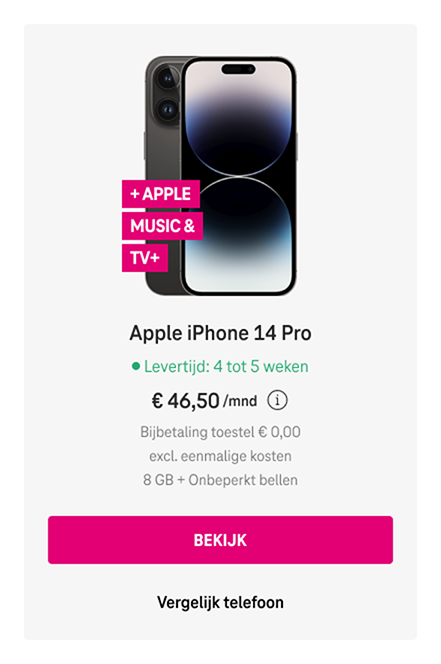 + APPLE
MUSIC &
TV+
Apple iPhone 14 Pro
Levertijd: 4 tot 5 weken
€ 46,50 /mnd i
Bijbetaling toestel € 0,00
excl. eenmalige kosten
8 GB + Onbeperkt bellen
BEKIJK
Vergelijk telefoon